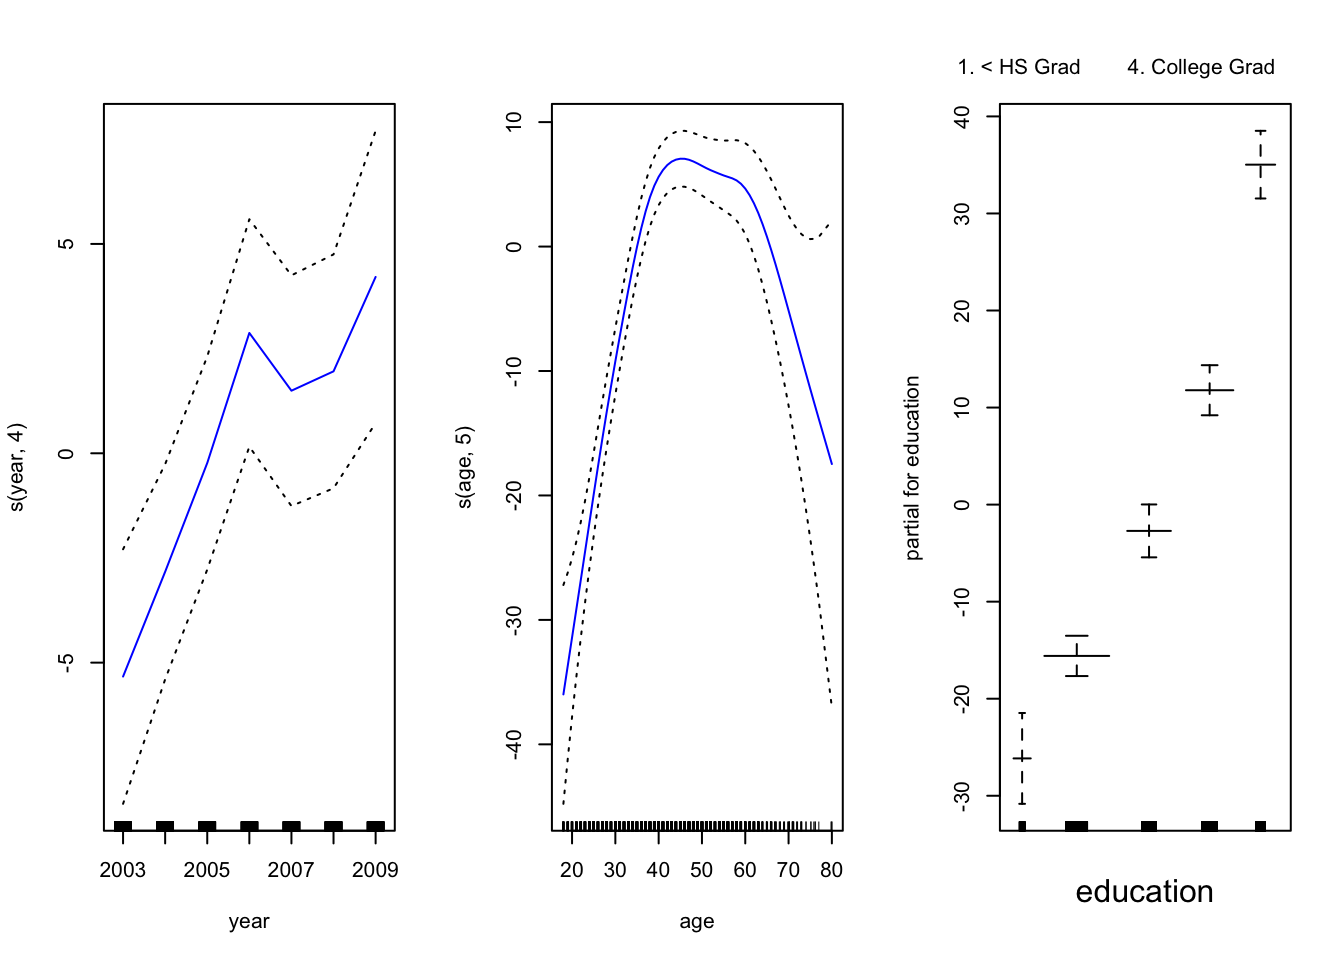 s(year, 4)
5
0
-5
2003 2005 2007 2009
year
s(age, 5)
10
0
-10
-20
-30
-40
20 30 40 50 60 70 80
age
1. < HS Grad 4. College Grad
partial for education
40
30
20
10
0
-10
-20
-30
education